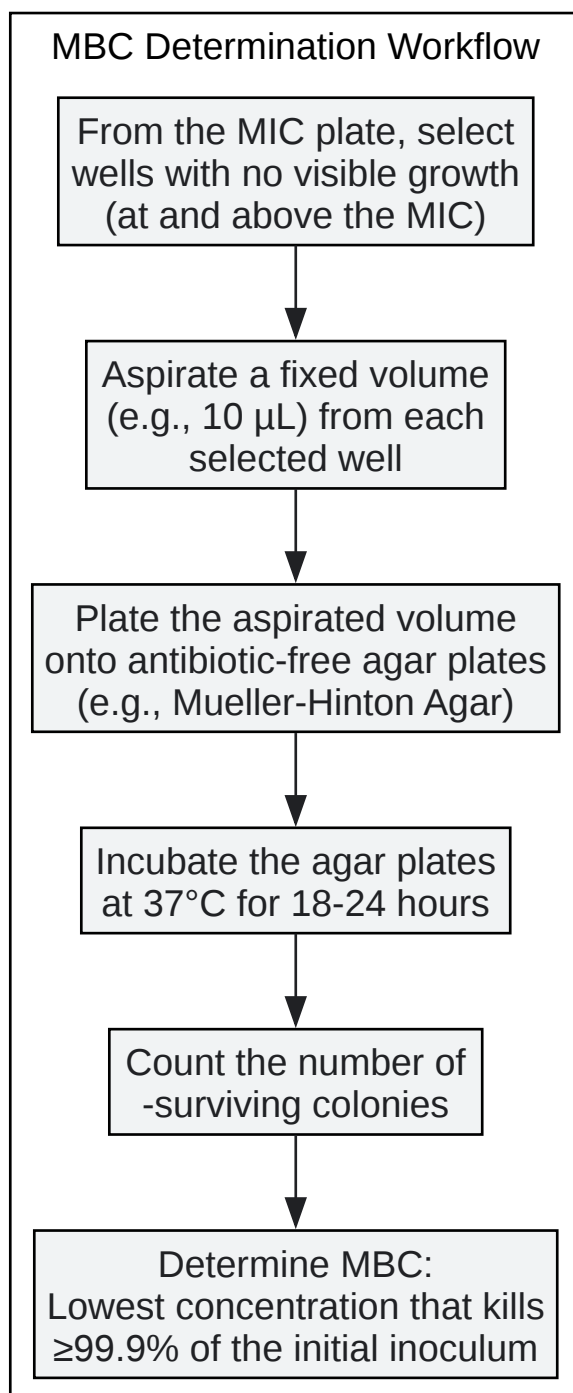 MBC Determination Workflow
From the MIC plate, select
wells with no visible growth
(at and above the MIC)
Aspirate a fixed volume
(e.g., 10 µL) from each
selected well
Plate the aspirated volume
onto antibiotic-free agar plates
(e.g., Mueller-Hinton Agar)
Incubate the agar plates
at 37°C for 18-24 hours
Count the number of
-surviving colonies
Determine MBC:
Lowest concentration that kills
≥99.9% of the initial inoculum